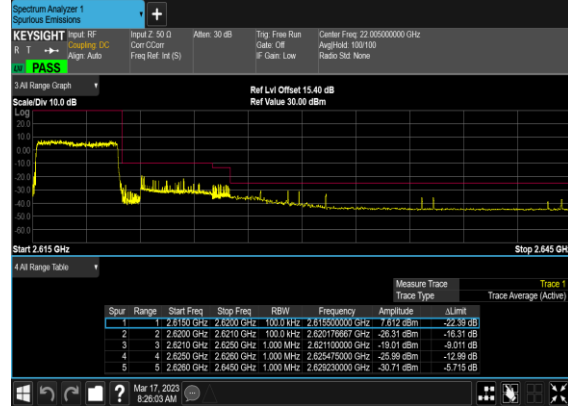 Spectrum Analyzer 1
Spurious Emissions
+
KEYSIGHT Input: RF Input Z: 50 Ω Atten: 30 dB Trig: Free Run Center Freq: 22.005000000 GHz
R T Coupling: DC Corr CCorr Gate: Off Avg|Hold: 100/100
Align: Auto Freq Ref: Int (S) IF Gain: Low Radio Std: None
PASS
3 All Range Graph
Ref Lvl Offset 15.40 dB
Scale/Div 10.0 dB Ref Value 30.00 dBm
Log
20.0
10.0
0.00
-10.0
-20.0
-30.0
-40.0
-50.0
-60.0
Start 2.615 GHz Stop 2.645 GHz
4 All Range Table
Measure Trace Trace 1
Trace Type Trace Average (Active)
Spur Range Start Freq Stop Freq RBW Frequency Amplitude ΔLimit
1 1 2.6150 GHz 2.6200 GHz 100.0 kHz 2.615500000 GHz 7.612 dBm -22.39 dB
2 2 2.6200 GHz 2.6210 GHz 100.0 kHz 2.620176667 GHz -26.31 dBm -16.31 dB
3 3 2.6210 GHz 2.6250 GHz 1.000 MHz 2.621100000 GHz -19.01 dBm -9.011 dB
4 4 2.6250 GHz 2.6260 GHz 1.000 MHz 2.625475000 GHz -25.99 dBm -12.99 dB
5 5 2.6260 GHz 2.6450 GHz 1.000 MHz 2.629230000 GHz -30.71 dBm -5.715 dB
? Mar 17, 2023
8:26:03 AM